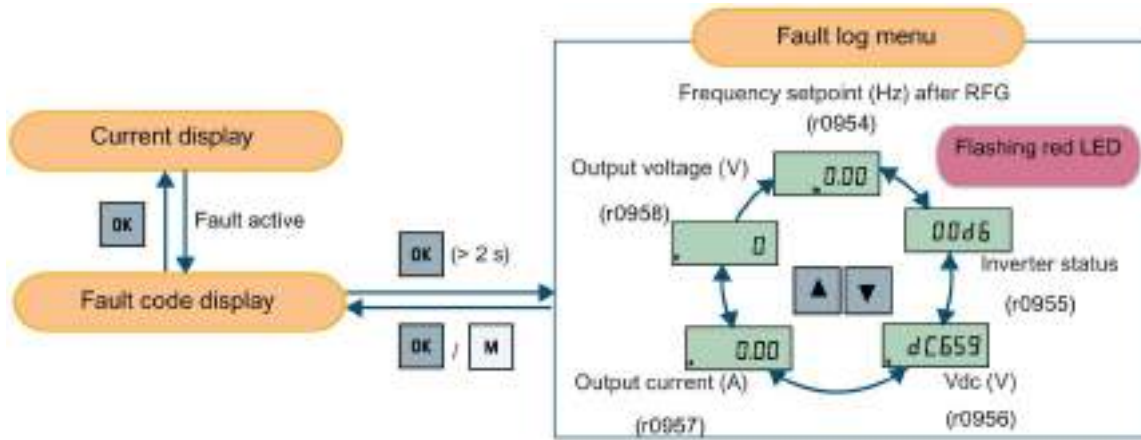 Fault log menu
Frequency setpoint (Hz) after RFG
(r0954)
Current display
Flashing red LED
Output voltage (V)
0.00
(r0958)
OK
Fault active
0
00d6
OK (> 2 s)
Inverter status
(r0955)
Fault code display
OK / M
0.00
dC659
Output current (A)
Vdc (V)
(r0957)
(r0956)